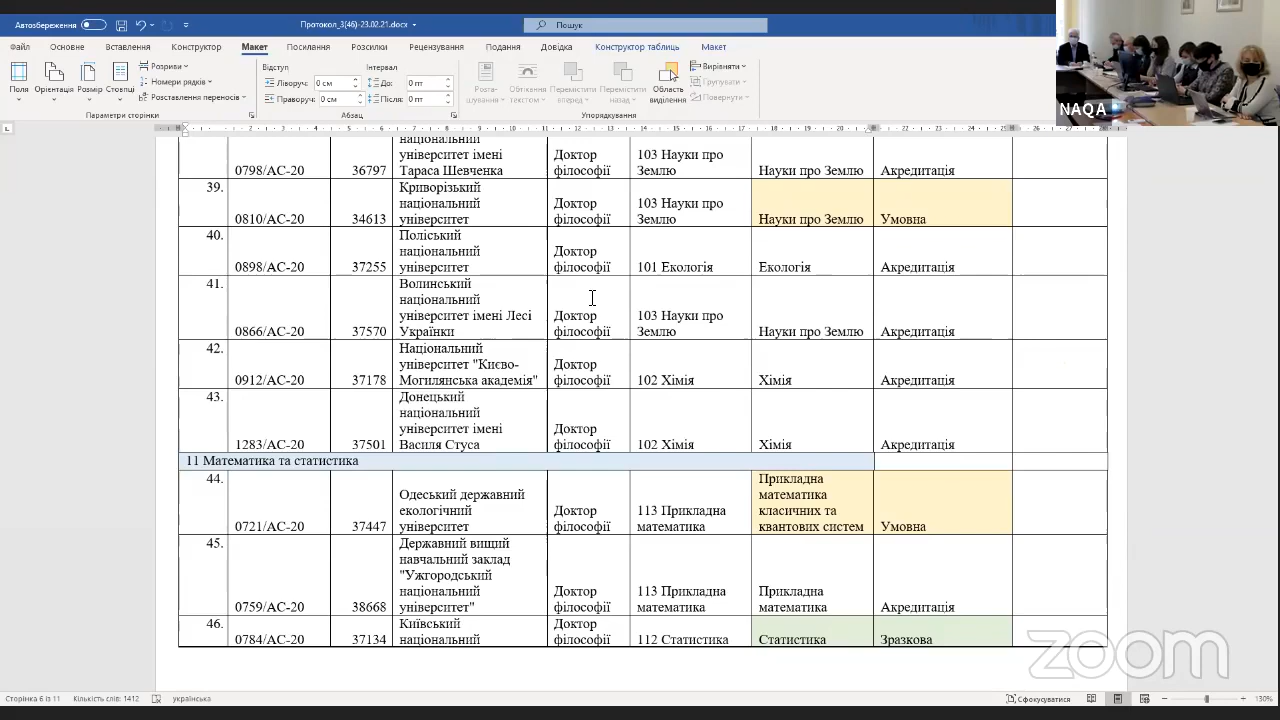 Автозбереження
Протокол_3(46)-23.02.21.docx
Пошук
Файл Основне Вставлення Конструктор Макет Посилання Розсилки Рецензування Подання Довідка Конструктор таблиць Макет
Поля
Орієнтація
Розмір
Стовпці
Розриви
Номери рядків
Розставлення переносів
Параметри сторінки
Відступ
Ліворуч: 0 см
Праворуч: 0 см
Інтервал
До: 0 пт
Після: 0 пт
Абзац
Розта-
шування
Обтікання
текстом
Перемістити
вперед
Перемістити
назад
Область
виділення
Вирівняти
Групувати
Повернути
Упорядкування
NAQA
0798/АС-20 36797 національний університет імені Тараса Шевченка Доктор філософії 103 Науки про Землю Науки про Землю Акредитація
39. 0810/АС-20 34613 Криворізький національний університет Доктор філософії 103 Науки про Землю Науки про Землю Умовна
40. 0898/АС-20 37255 Поліський національний університет Доктор філософії 101 Екологія Екологія Акредитація
41. 0866/АС-20 37570 Волинський національний університет імені Лесі Українки Доктор філософії 103 Науки про Землю Науки про Землю Акредитація
42. 0912/АС-20 37178 Національний університет "Києво-Могилянська академія" Доктор філософії 102 Хімія Хімія Акредитація
43. 1283/АС-20 37501 Донецький національний університет імені Василя Стуса Доктор філософії 102 Хімія Хімія Акредитація
11 Математика та статистика
44. 0721/АС-20 37447 Одеський державний екологічний університет Доктор філософії 113 Прикладна математика Прикладна математика класичних та квантових систем Умовна
45. 0759/АС-20 38668 Державний вищий навчальний заклад "Ужгородський національний університет" Доктор філософії 113 Прикладна математика Прикладна математика Акредитація
46. 0784/АС-20 37134 Київський національний Доктор філософії 112 Статистика Статистика Зразкова
zoom
Сторінка 6 із 11 Кількість слів: 1412 українська
Сфокусуватися
130%